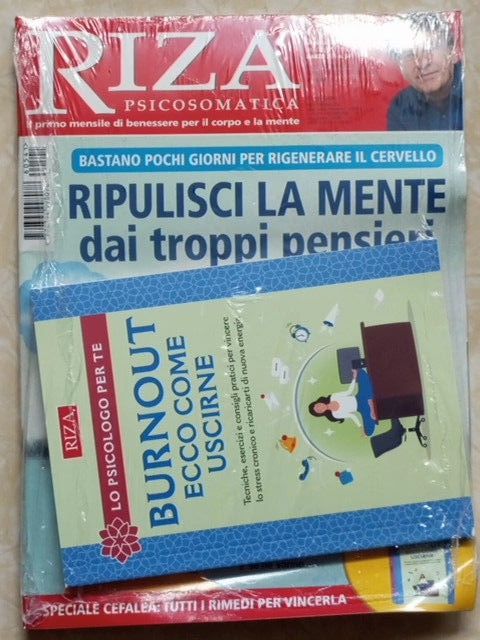 RIZA
PSICOSOMATICA
il primo mensile di benessere per il corpo e la mente
BASTANO POCHI GIORNI PER RIGENERARE IL CERVELLO
RIPULISCI LA MENTE
dai troppi pensieri
RIZA
LO PSICOLOGO PER TE
BURNOUT
ECCO COME
USCIRNE
Tecniche, esercizi e consigli pratici per vincere
lo stress cronico e ricaricarti di nuova energia
SPECIALE CEFALEA: TUTTI I RIMEDI PER VINCERLA